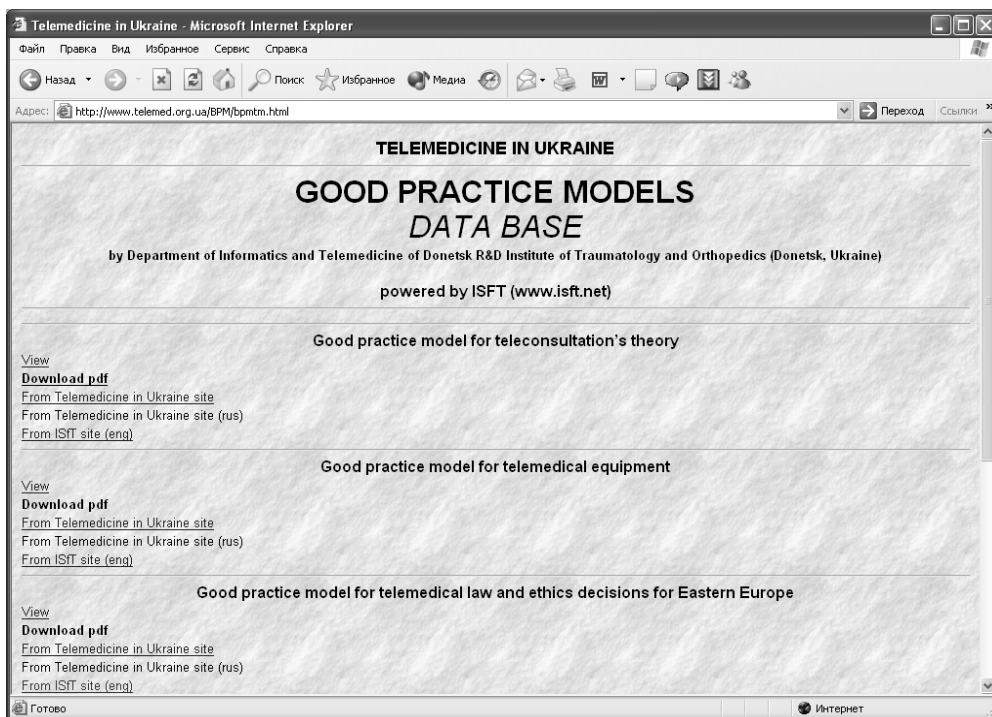 Telemedicine in Ukraine - Microsoft Internet Explorer
Файл Правка Вид Избранное Сервис Справка
Назад Поиск Избранное Медиа
Адрес: http://www.telemed.org.ua/BPM/bpmtm.html Переход Ссылки »
TELEMEDICINE IN UKRAINE
GOOD PRACTICE MODELS
DATA BASE
by Department of Informatics and Telemedicine of Donetsk R&D Institute of Traumatology and Orthopedics (Donetsk, Ukraine)
powered by ISFT (www.isft.net)
Good practice model for teleconsultation's theory
View
Download pdf
From Telemedicine in Ukraine site
From Telemedicine in Ukraine site (rus)
From ISfT site (eng)
Good practice model for telemedical equipment
View
Download pdf
From Telemedicine in Ukraine site
From Telemedicine in Ukraine site (rus)
From ISfT site (eng)
Good practice model for telemedical law and ethics decisions for Eastern Europe
View
Download pdf
From Telemedicine in Ukraine site
From Telemedicine in Ukraine site (rus)
From ISfT site (eng)
Готово Интернет